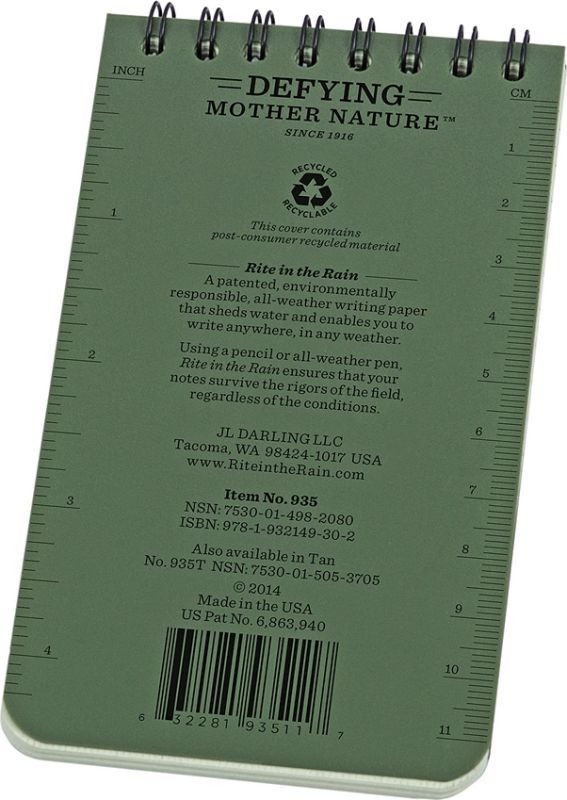 INCH
CM
DEFYING
MOTHER NATURE™
SINCE 1916
RECYCLED
RECYCLABLE
This cover contains
post-consumer recycled material
Rite in the Rain
A patented, environmentally
responsible, all-weather writing paper
that sheds water and enables you to
write anywhere, in any weather.
Using a pencil or all-weather pen,
Rite in the Rain ensures that your
notes survive the rigors of the field,
regardless of the conditions.
JL DARLING LLC
Tacoma, WA 98424-1017 USA
www.RiteintheRain.com
Item No. 935
NSN: 7530-01-498-2080
ISBN: 978-1-932149-30-2
Also available in Tan
No. 935T NSN: 7530-01-505-3705
© 2014
Made in the USA
US Pat No. 6,863,940
6 32281 93511 7
1
2
3
4
1
2
3
4
5
6
7
8
9
10
11